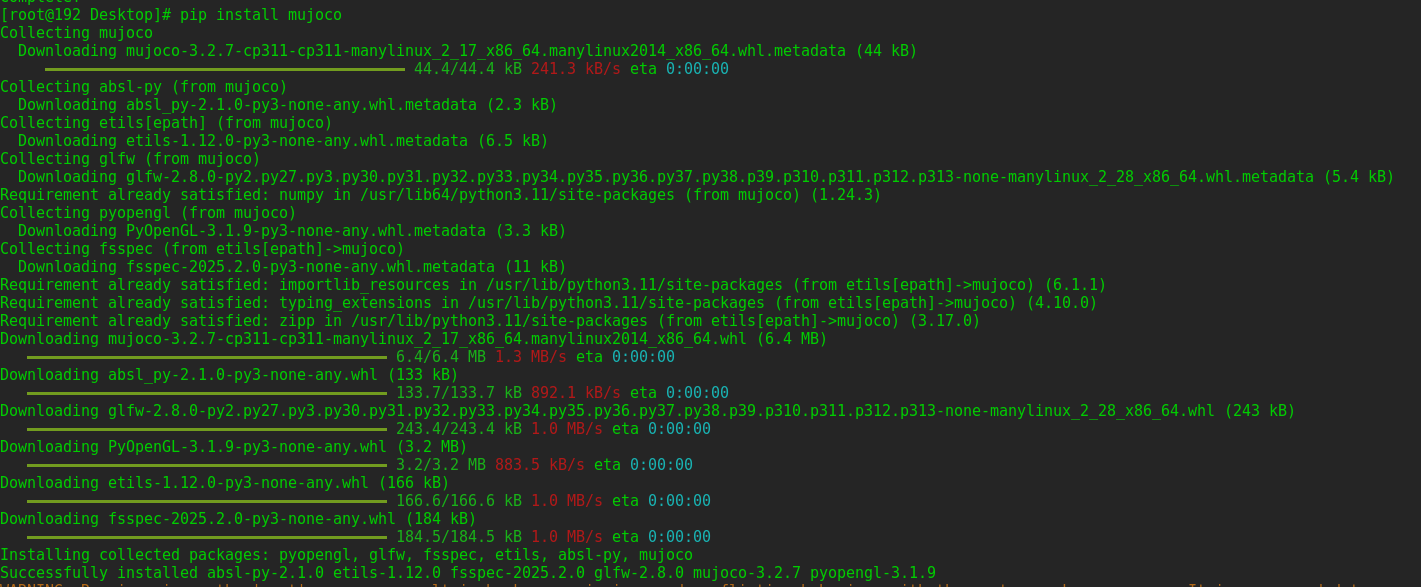 [root@192 Desktop]# pip install mujoco
Collecting mujoco
Downloading mujoco-3.2.7-cp311-cp311-manylinux_2_17_x86_64.manylinux2014_x86_64.whl.metadata (44 kB)
44.4/44.4 kB 241.3 kB/s eta 0:00:00
Collecting absl-py (from mujoco)
Downloading absl_py-2.1.0-py3-none-any.whl.metadata (2.3 kB)
Collecting etils[epath] (from mujoco)
Downloading etils-1.12.0-py3-none-any.whl.metadata (6.5 kB)
Collecting glfw (from mujoco)
Downloading glfw-2.8.0-py2.py27.py3.py30.py31.py32.py33.py34.py35.py36.py37.py38.p39.p310.p311.p312.p313-none-manylinux_2_28_x86_64.whl.metadata (5.4 kB)
Requirement already satisfied: numpy in /usr/lib64/python3.11/site-packages (from mujoco) (1.24.3)
Collecting pyopengl (from mujoco)
Downloading PyOpenGL-3.1.9-py3-none-any.whl.metadata (3.3 kB)
Collecting fsspec (from etils[epath]->mujoco)
Downloading fsspec-2025.2.0-py3-none-any.whl.metadata (11 kB)
Requirement already satisfied: importlib_resources in /usr/lib/python3.11/site-packages (from etils[epath]->mujoco) (6.1.1)
Requirement already satisfied: typing_extensions in /usr/lib/python3.11/site-packages (from etils[epath]->mujoco) (4.10.0)
Requirement already satisfied: zipp in /usr/lib/python3.11/site-packages (from etils[epath]->mujoco) (3.17.0)
Downloading mujoco-3.2.7-cp311-cp311-manylinux_2_17_x86_64.manylinux2014_x86_64.whl (6.4 MB)
6.4/6.4 MB 1.3 MB/s eta 0:00:00
Downloading absl_py-2.1.0-py3-none-any.whl (133 kB)
133.7/133.7 kB 892.1 kB/s eta 0:00:00
Downloading glfw-2.8.0-py2.py27.py3.py30.py31.py32.py33.py34.py35.py36.py37.py38.p39.p310.p311.p312.p313-none-manylinux_2_28_x86_64.whl (243 kB)
243.4/243.4 kB 1.0 MB/s eta 0:00:00
Downloading PyOpenGL-3.1.9-py3-none-any.whl (3.2 MB)
3.2/3.2 MB 883.5 kB/s eta 0:00:00
Downloading etils-1.12.0-py3-none-any.whl (166 kB)
166.6/166.6 kB 1.0 MB/s eta 0:00:00
Downloading fsspec-2025.2.0-py3-none-any.whl (184 kB)
184.5/184.5 kB 1.0 MB/s eta 0:00:00
Installing collected packages: pyopengl, glfw, fsspec, etils, absl-py, mujoco
Successfully installed absl-py-2.1.0 etils-1.12.0 fsspec-2025.2.0 glfw-2.8.0 mujoco-3.2.7 pyopengl-3.1.9